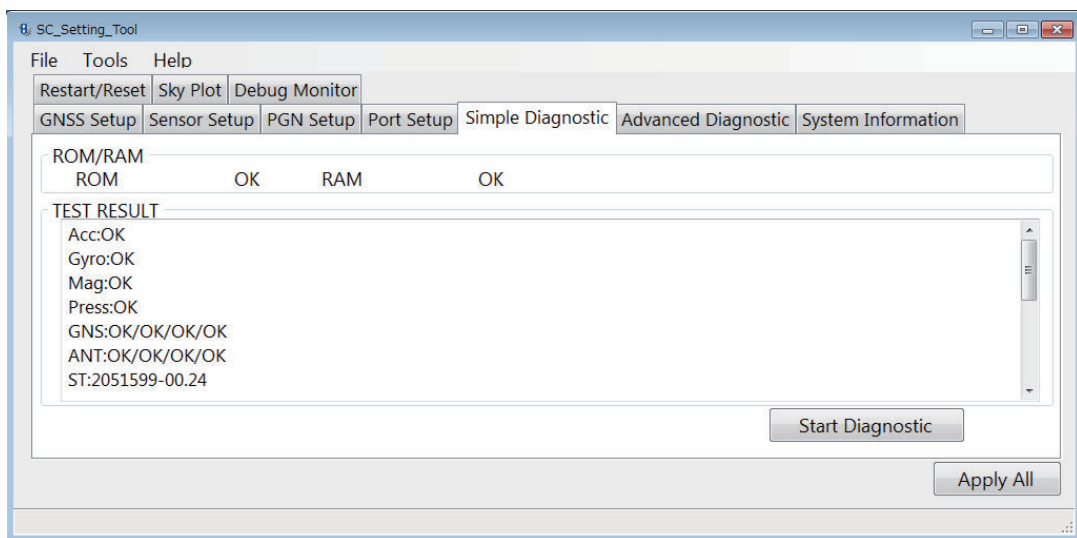 SC_Setting_Tool
File Tools Help
Restart/Reset Sky Plot Debug Monitor
GNSS Setup Sensor Setup PGN Setup Port Setup Simple Diagnostic Advanced Diagnostic System Information
ROM/RAM
ROM OK RAM OK
TEST RESULT
Acc:OK
Gyro:OK
Mag:OK
Press:OK
GNS:OK/OK/OK/OK
ANT:OK/OK/OK/OK
ST:2051599-00.24
Start Diagnostic
Apply All